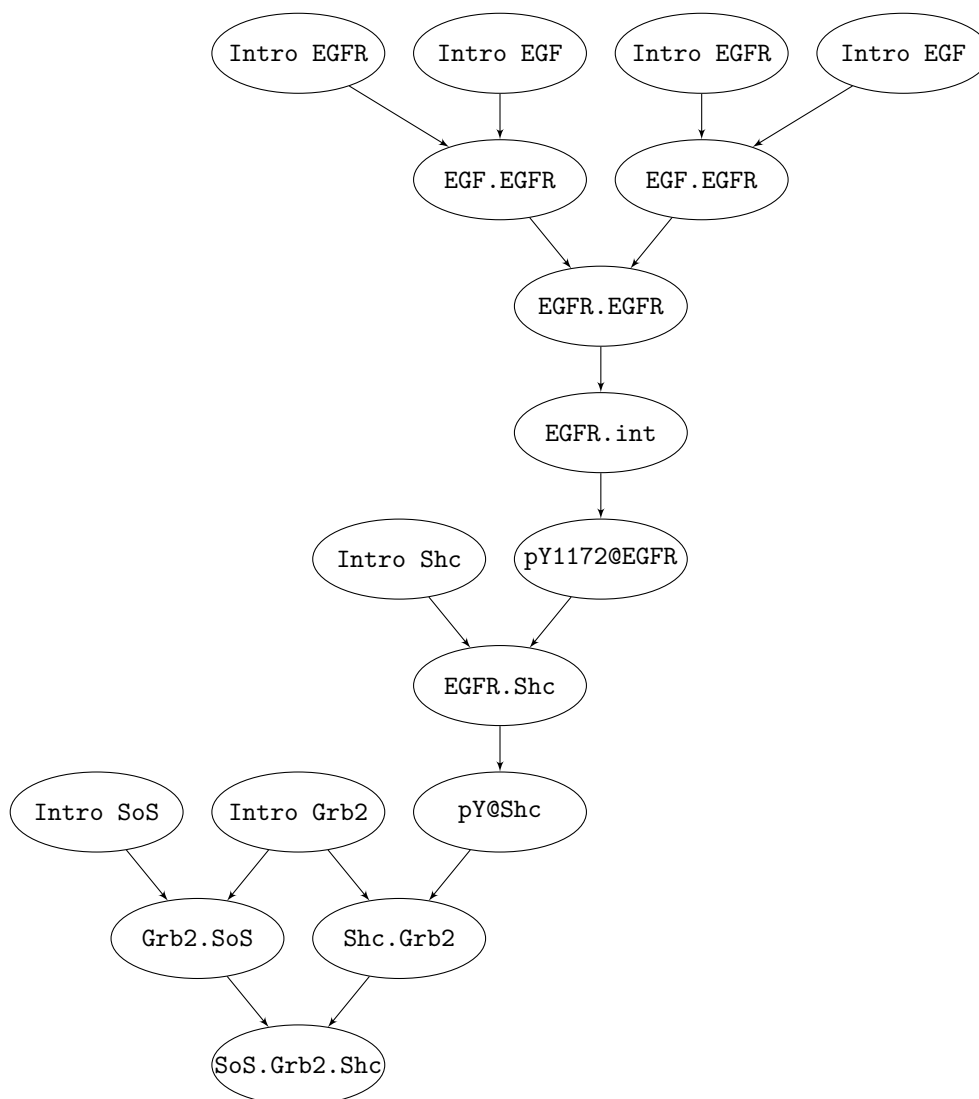 Intro EGFR
Intro EGF
Intro EGFR
Intro EGF
EGF.EGFR
EGF.EGFR
EGFR.EGFR
EGFR.int
Intro Shc
pY1172@EGFR
EGFR.Shc
Intro SoS
Intro Grb2
pY@Shc
Grb2.SoS
Shc.Grb2
SoS.Grb2.Shc